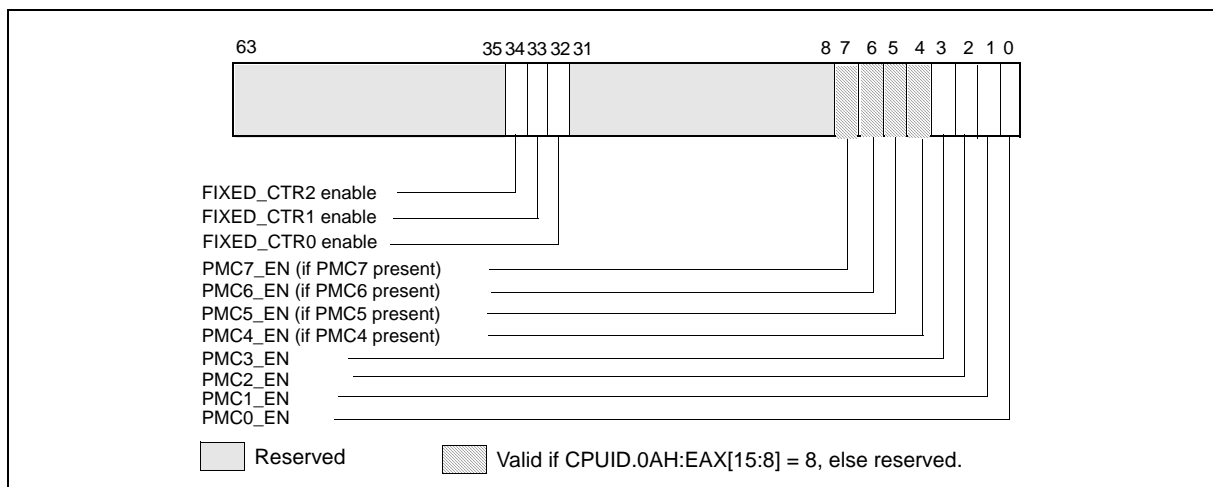 63 35 34 33 32 31 8 7 6 5 4 3 2 1 0
FIXED_CTR2 enable
FIXED_CTR1 enable
FIXED_CTR0 enable
PMC7_EN (if PMC7 present)
PMC6_EN (if PMC6 present)
PMC5_EN (if PMC5 present)
PMC4_EN (if PMC4 present)
PMC3_EN
PMC2_EN
PMC1_EN
PMC0_EN
Reserved Valid if CPUID.0AH:EAX[15:8] = 8, else reserved.